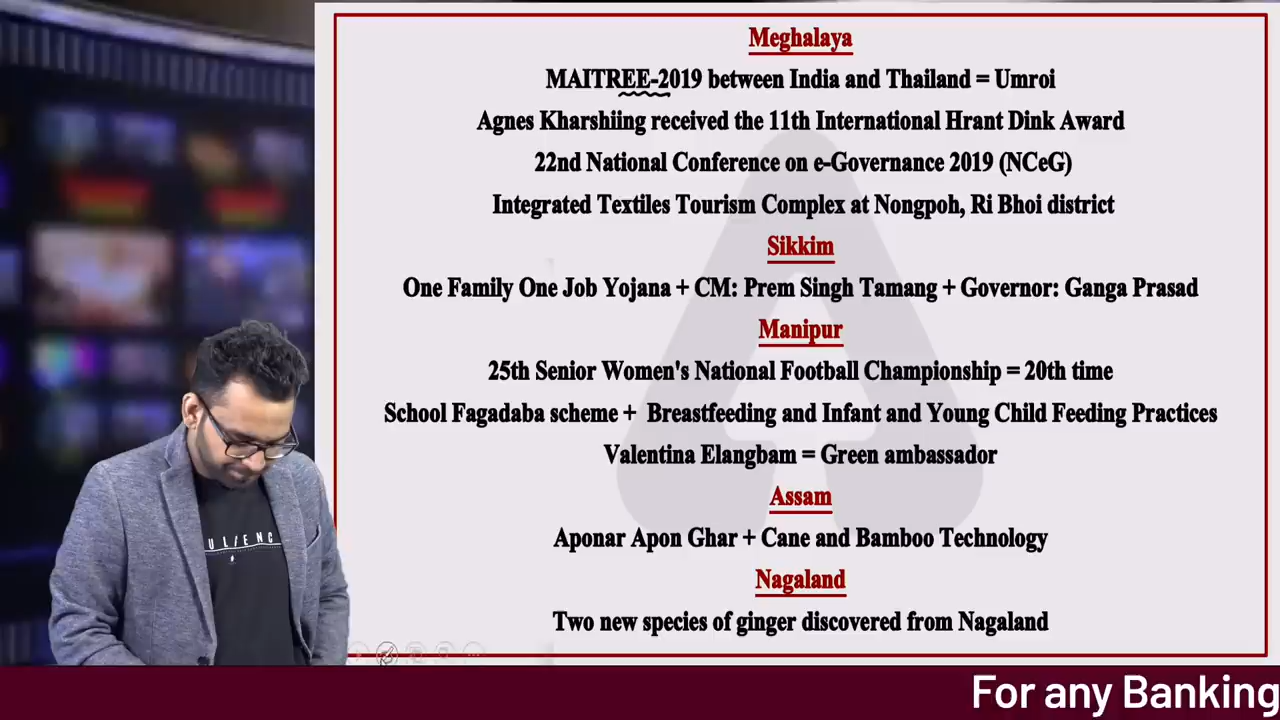 Meghalaya
MAITREE-2019 between India and Thailand = Umroi
Agnes Kharshiing received the 11th International Hrant Dink Award
22nd National Conference on e-Governance 2019 (NCeG)
Integrated Textiles Tourism Complex at Nongpoh, Ri Bhoi district
Sikkim
One Family One Job Yojana + CM: Prem Singh Tamang + Governor: Ganga Prasad
Manipur
25th Senior Women's National Football Championship = 20th time
School Fagadaba scheme + Breastfeeding and Infant and Young Child Feeding Practices
Valentina Elangbam = Green ambassador
Assam
Aponar Apon Ghar + Cane and Bamboo Technology
Nagaland
Two new species of ginger discovered from Nagaland
For any Banking